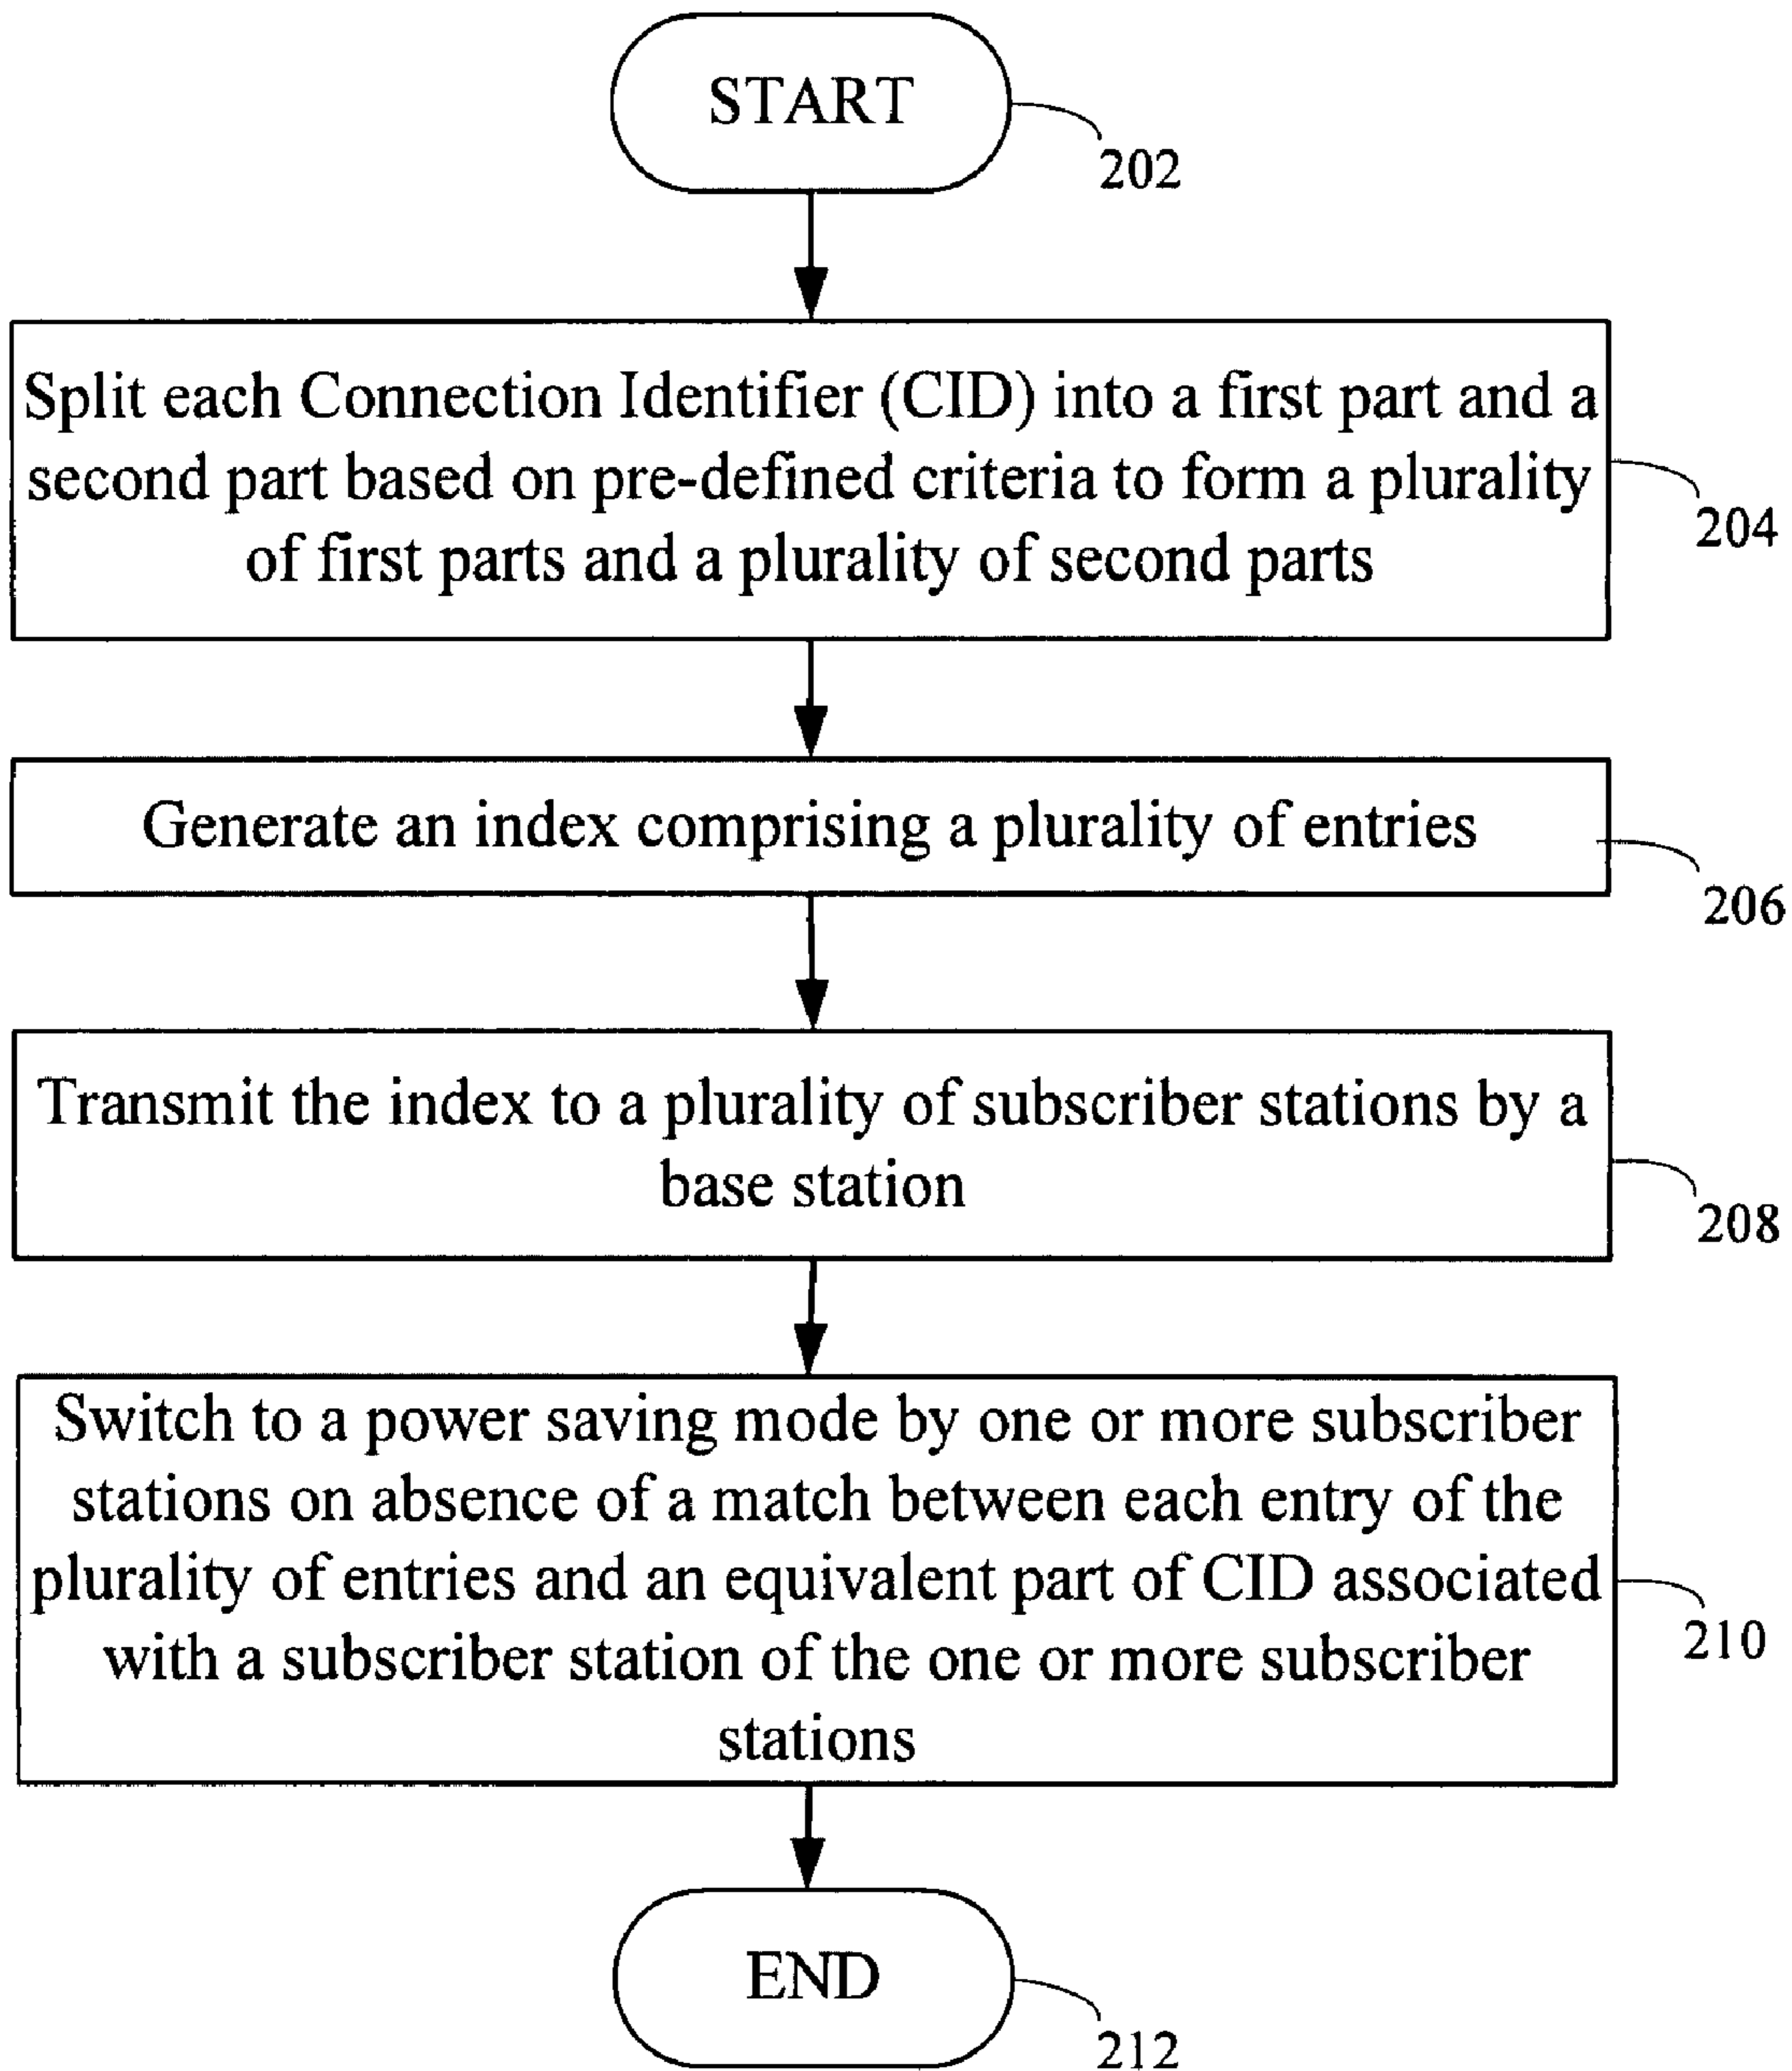 START
202
Split each Connection Identifier (CID) into a first part and a
second part based on pre-defined criteria to form a plurality
of first parts and a plurality of second parts
204
Generate an index comprising a plurality of entries
206
Transmit the index to a plurality of subscriber stations by a
base station
208
Switch to a power saving mode by one or more subscriber
stations on absence of a match between each entry of the
plurality of entries and an equivalent part of CID associated
with a subscriber station of the one or more subscriber
stations
210
END
212